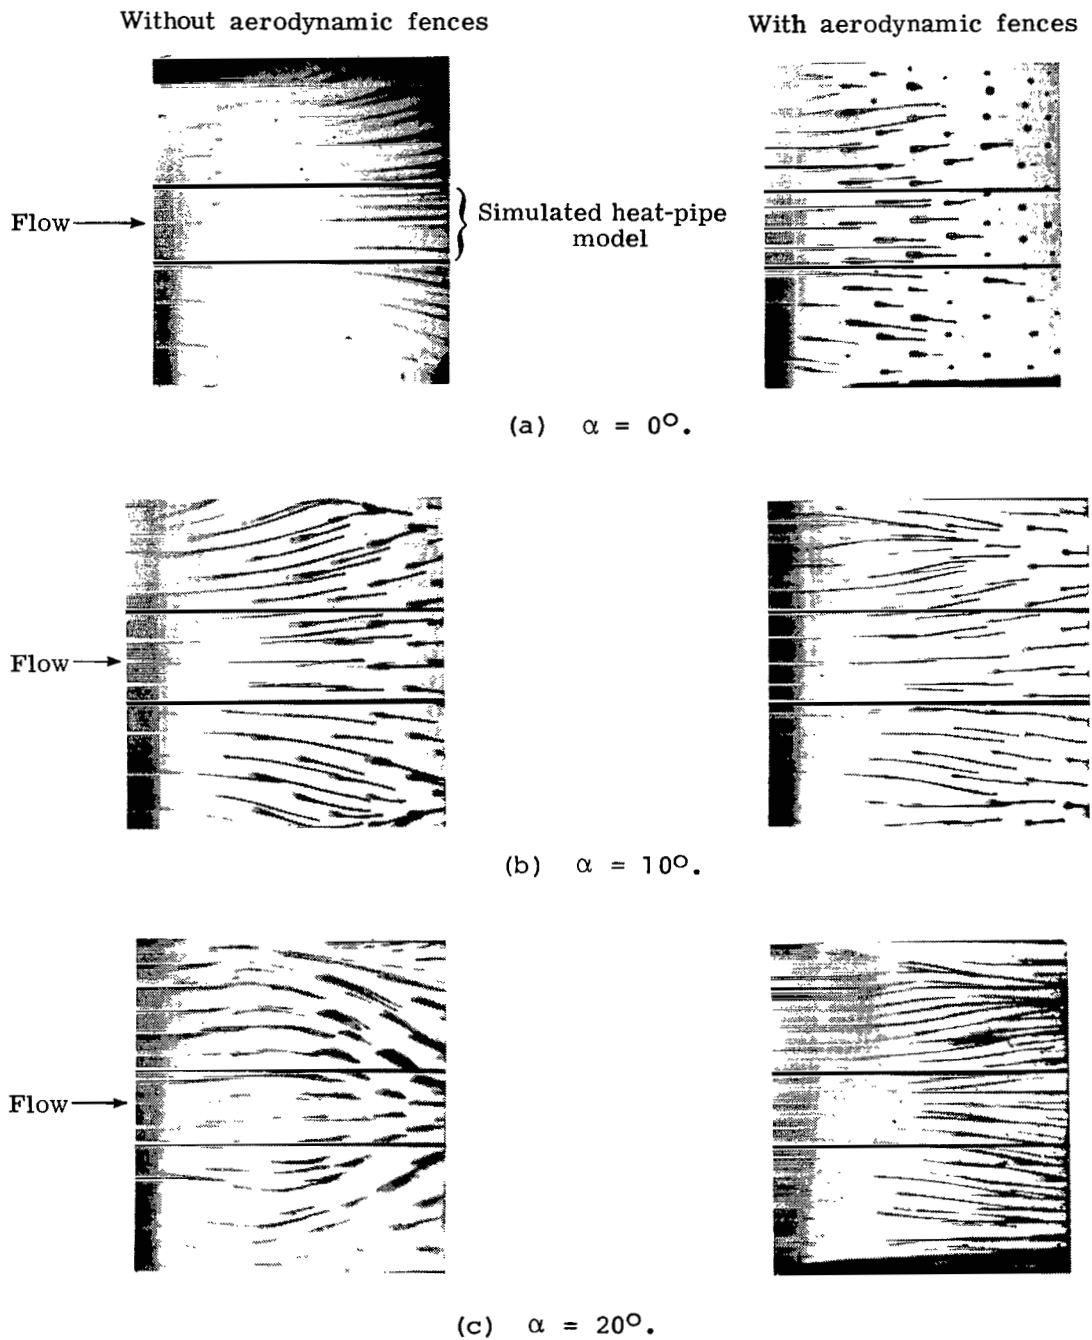 Without aerodynamic fences
With aerodynamic fences
Flow
Simulated heat-pipe
model
(a) α = 0°.
Flow
(b) α = 10°.
Flow
(c) α = 20°.